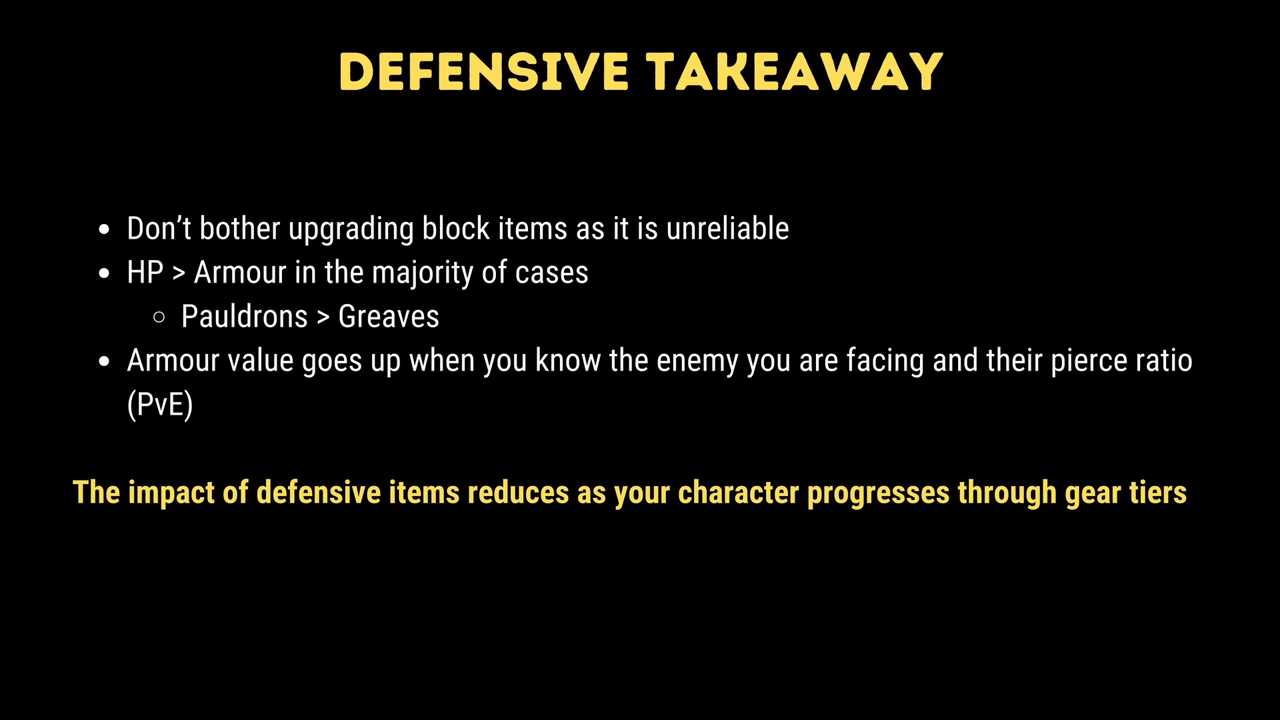 DEFENSIVE TAKEAWAY
Don’t bother upgrading block items as it is unreliable
HP > Armour in the majority of cases
Pauldrons > Greaves
Armour value goes up when you know the enemy you are facing and their pierce ratio
(PvE)
The impact of defensive items reduces as your character progresses through gear tiers